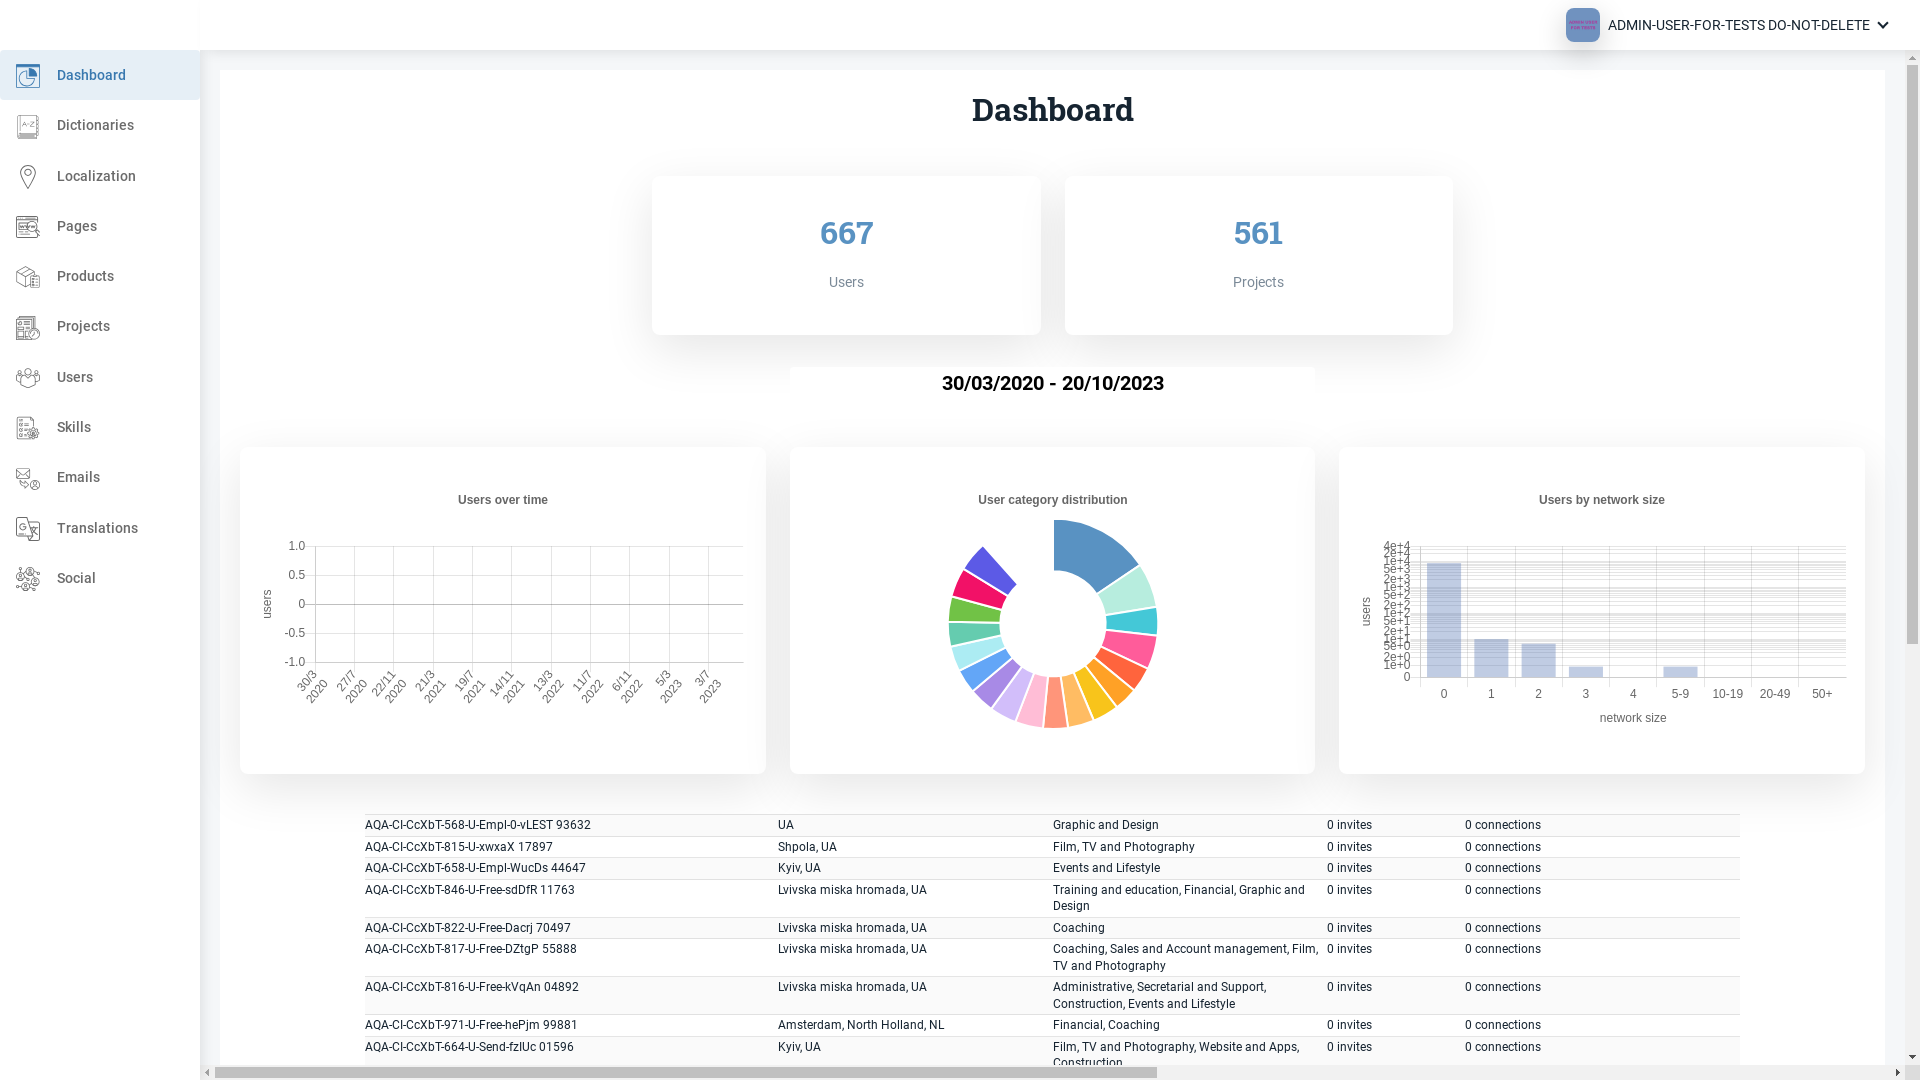 ADMIN-USER-FOR-TESTS DO-NOT-DELETE
Dashboard
Dictionaries
Localization
Pages
Products
Projects
Users
Skills
Emails
Translations
Social
Dashboard
667
Users
561
Projects
30/03/2020 - 20/10/2023
Users over time
users
1.0
0.5
0
-0.5
-1.0
30/3 2020
27/7 2020
22/11 2020
21/3 2021
19/7 2021
14/11 2021
13/3 2022
11/7 2022
6/11 2022
5/3 2023
3/7 2023
User category distribution
Users by network size
users
4e+4
2e+4
1e+4
5e+3
2e+3
1e+3
5e+2
2e+2
1e+2
5e+1
2e+1
1e+1
5e+0
2e+0
1e+0
0
0 1 2 3 4 5-9 10-19 20-49 50+
network size
AQA-CI-CcXbT-568-U-Empl-0-vLEST 93632 UA Graphic and Design 0 invites 0 connections
AQA-CI-CcXbT-815-U-xwxaX 17897 Shpola, UA Film, TV and Photography 0 invites 0 connections
AQA-CI-CcXbT-658-U-Empl-WucDs 44647 Kyiv, UA Events and Lifestyle 0 invites 0 connections
AQA-CI-CcXbT-846-U-Free-sdDfR 11763 Lvivska miska hromada, UA Training and education, Financial, Graphic and 0 invites 0 connections
Design
AQA-CI-CcXbT-822-U-Free-Dacrj 70497 Lvivska miska hromada, UA Coaching 0 invites 0 connections
AQA-CI-CcXbT-817-U-Free-DZtgP 55888 Lvivska miska hromada, UA Coaching, Sales and Account management, Film, 0 invites 0 connections
TV and Photography
AQA-CI-CcXbT-816-U-Free-kVqAn 04892 Lvivska miska hromada, UA Administrative, Secretarial and Support, 0 invites 0 connections
Construction, Events and Lifestyle
AQA-CI-CcXbT-971-U-Free-hePjm 99881 Amsterdam, North Holland, NL Financial, Coaching 0 invites 0 connections
AQA-CI-CcXbT-664-U-Send-fzIUc 01596 Kyiv, UA Film, TV and Photography, Website and Apps, 0 invites 0 connections
Construction